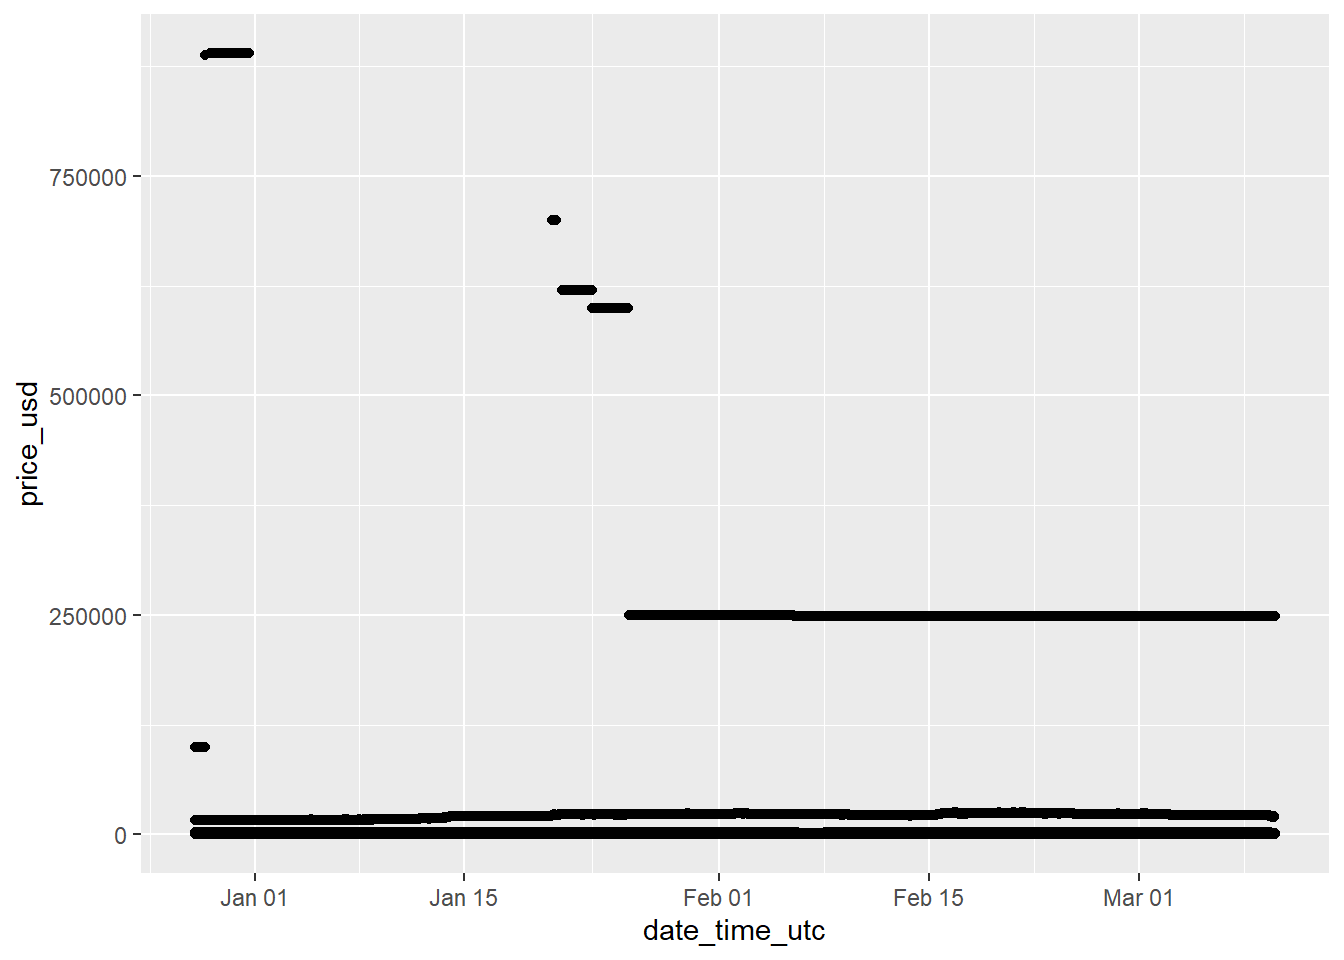 750000
500000
250000
0
price_usd
Jan 01 Jan 15 Feb 01 Feb 15 Mar 01
date_time_utc